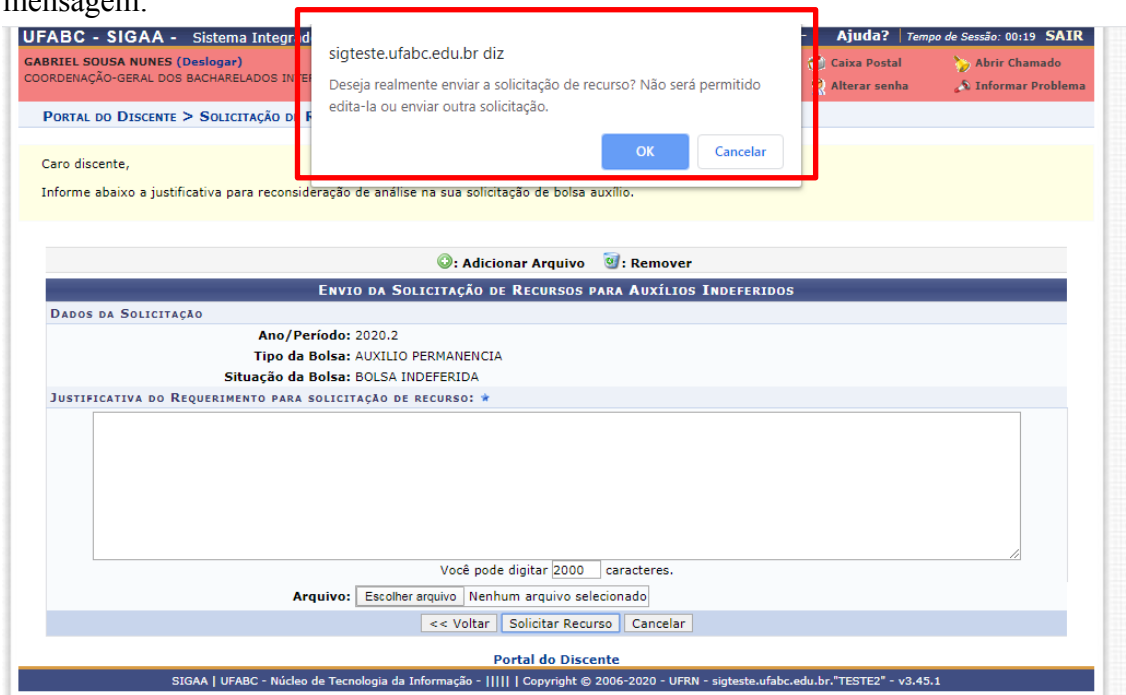 mensagem:
UFABC - SIGAA - Sistema Integrad
Ajuda? | Tempo de Sessão: 00:19 SAIR
GABRIEL SOUSA NUNES (Deslogar)
COORDENAÇÃO-GERAL DOS BACHARELADOS INTER
Caixa Postal
Abrir Chamado
Alterar senha
Informar Problema
sigteste.ufabc.edu.br diz
Deseja realmente enviar a solicitação de recurso? Não será permitido
edita-la ou enviar outra solicitação.
OK
Cancelar
PORTAL DO DISCENTE > SOLICITAÇÃO DE R
Caro discente,
Informe abaixo a justificativa para reconsideração de análise na sua solicitação de bolsa auxílio.
: Adicionar Arquivo : Remover
ENVIO DA SOLICITAÇÃO DE RECURSOS PARA AUXÍLIOS INDEFERIDOS
DADOS DA SOLICITAÇÃO
Ano/Período: 2020.2
Tipo da Bolsa: AUXILIO PERMANENCIA
Situação da Bolsa: BOLSA INDEFERIDA
JUSTIFICATIVA DO REQUERIMENTO PARA SOLICITAÇÃO DE RECURSO:
Você pode digitar 2000 caracteres.
Arquivo: Escolher arquivo Nenhum arquivo selecionado
<< Voltar Solicitar Recurso Cancelar
Portal do Discente
SIGAA | UFABC - Núcleo de Tecnologia da Informação - ||||| | Copyright © 2006-2020 - UFRN - sigteste.ufabc.edu.br."TESTE2" - v3.45.1